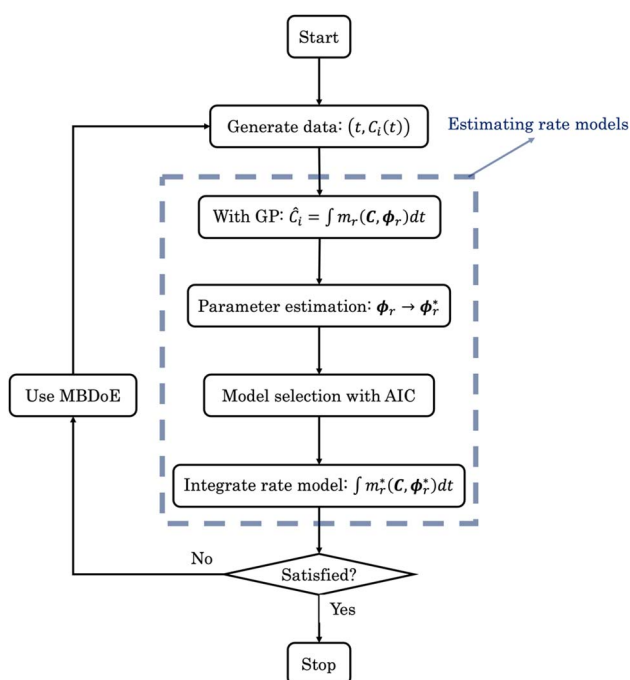 Start
Generate data: (t, C_i(t))
Estimating rate models
With GP: Ĉ_i = ∫ m_r(C, ϕ_r)dt
Parameter estimation: ϕ_r → ϕ_r^*
Use MBDoE
Model selection with AIC
Integrate rate model: ∫ m_r^*(C, ϕ_r^*)dt
No
Satisfied?
Yes
Stop